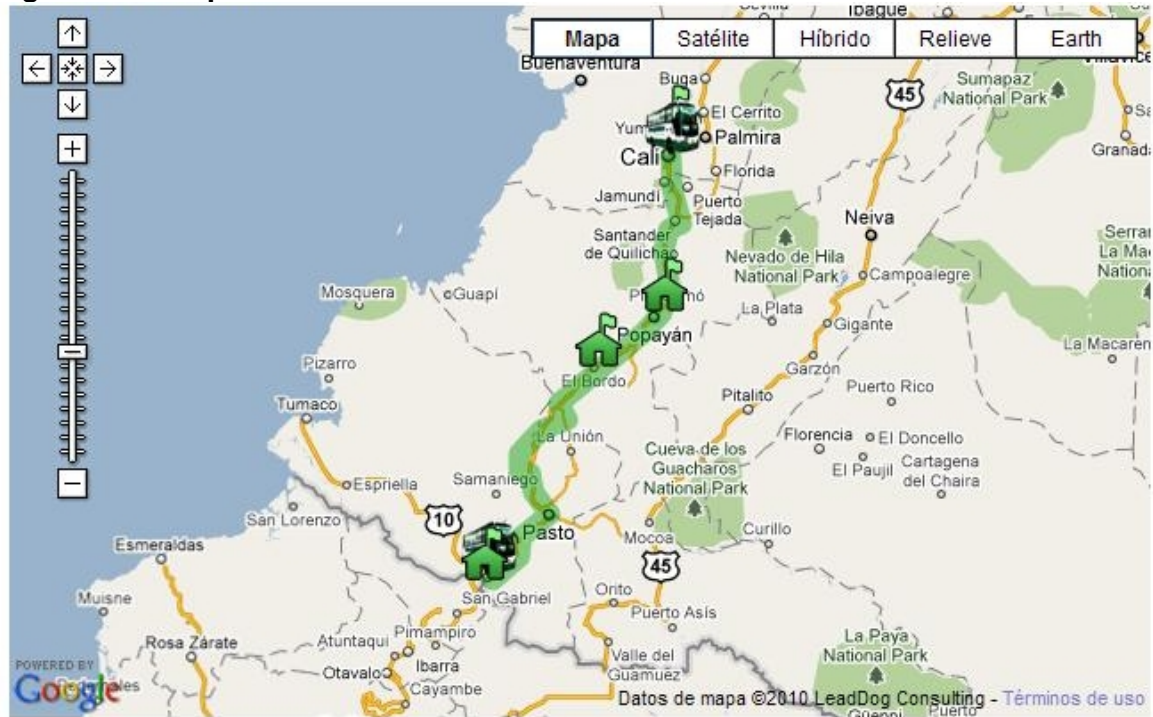 Ibagué
Mapa
Satélite
Híbrido
Relieve
Earth
Buenaventura
Buga
45
Sumapaz
National Park
El Cerrito
Palmira
Cali
Granada
Florida
Jamundí
Puerto
Tejada
Neiva
Santander
de Quilichao
Nevado de Hila
National Park
Campoalegre
Mosquera
Guapí
La Plata
Popayán
Gigante
La Macaren
Pizarro
El Bordo
Garzón
Puerto Rico
Pitalito
Tumaco
La Unión
Florencia
El Doncello
Cueva de los
Guacharos
National Park
El Paujil
Cartagena
del Chaira
Espriella
Samaniego
San Lorenzo
10
Pasto
Mocoa
Curillo
Esmeraldas
45
San Gabriel
Orito
Puerto Asís
Muisne
Rosa Zárate
Atuntaqui
Pimampiro
La Paya
National Park
Otavalo
Ibarra
Valle del
Guamuez
Cayambe
POWERED BY
Google
Datos de mapa ©2010 LeadDog Consulting - Términos de uso
Puerto